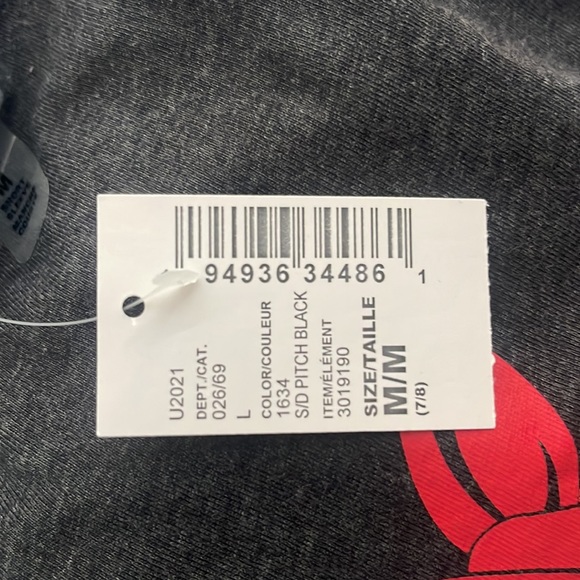 94936 34486 1
U2021
DEPT./CAT.
026/69
L
COLOR/COULEUR
1634
S/D PITCH BLACK
ITEM/ÉLÉMENT
3019190
SIZE/TAILLE
M/M
(7/8)
M